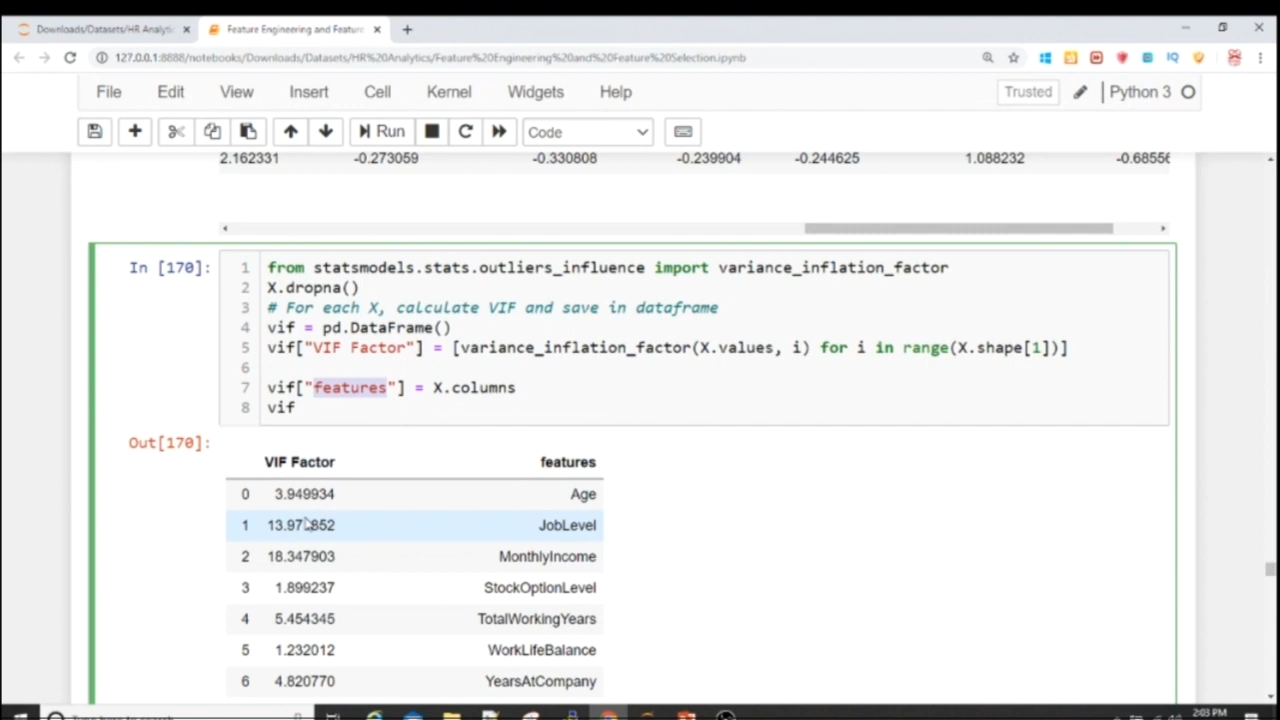 Downloads/Datasets/HR Analytic
Feature Engineering and Feature
127.0.0.1:8888/notebooks/Downloads/Datasets/HR%20Analytics/Feature%20Engineering%20and%20Feature%20Selection.ipynb
File Edit View Insert Cell Kernel Widgets Help Trusted Python 3
Run Code
2.162331 -0.273059 -0.330808 -0.239904 -0.244625 1.088232 -0.68556
In [170]:
1 from statsmodels.stats.outliers_influence import variance_inflation_factor
2 X.dropna()
3 # For each X, calculate VIF and save in dataframe
4 vif = pd.DataFrame()
5 vif["VIF Factor"] = [variance_inflation_factor(X.values, i) for i in range(X.shape[1])]
6
7 vif["features"] = X.columns
8 vif
Out[170]:
VIF Factor features
0 3.949934 Age
1 JobLevel
2 18.347903 MonthlyIncome
3 1.899237 StockOptionLevel
4 5.454345 TotalWorkingYears
5 1.232012 WorkLifeBalance
6 4.820770 YearsAtCompany
2:03 PM